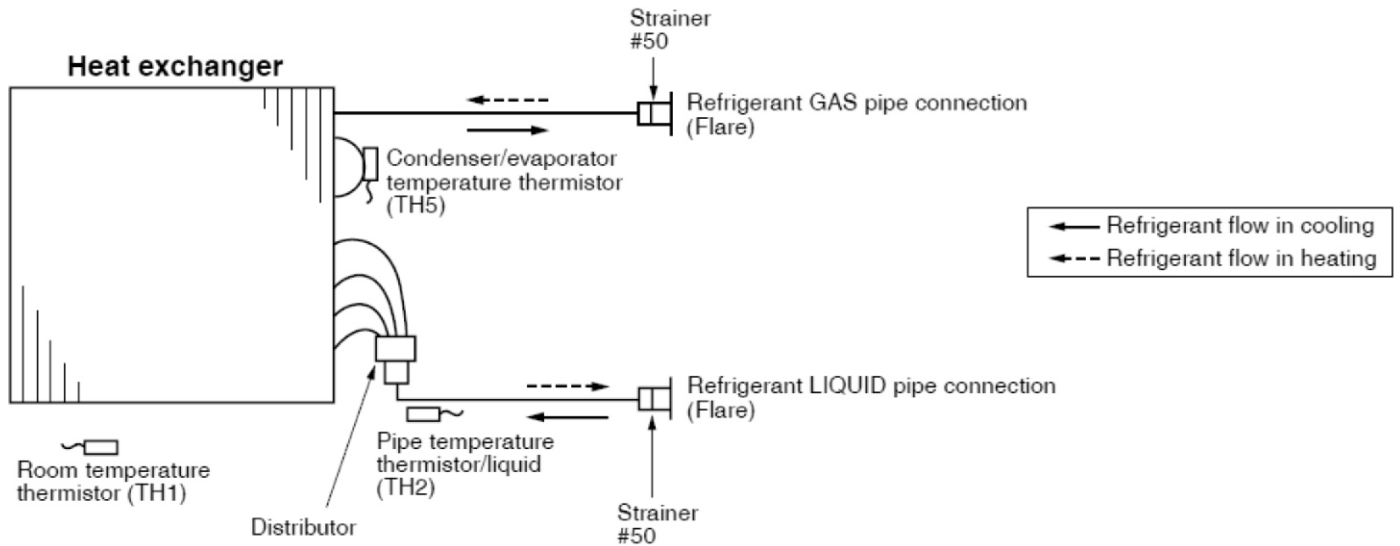 Strainer
#50
Heat exchanger
Refrigerant GAS pipe connection
(Flare)
Condenser/evaporator
temperature thermistor
(TH5)
Refrigerant flow in cooling
Refrigerant flow in heating
Refrigerant LIQUID pipe connection
(Flare)
Pipe temperature
thermistor/liquid
(TH2)
Room temperature
thermistor (TH1)
Distributor
Strainer
#50